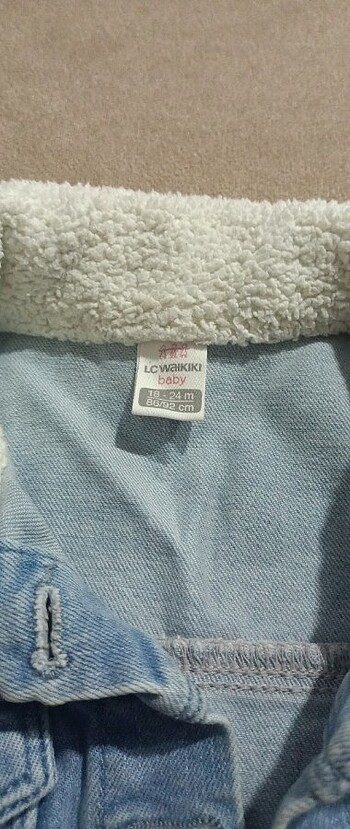 LC WAIKIKI
baby
18 - 24 m
86/92 cm